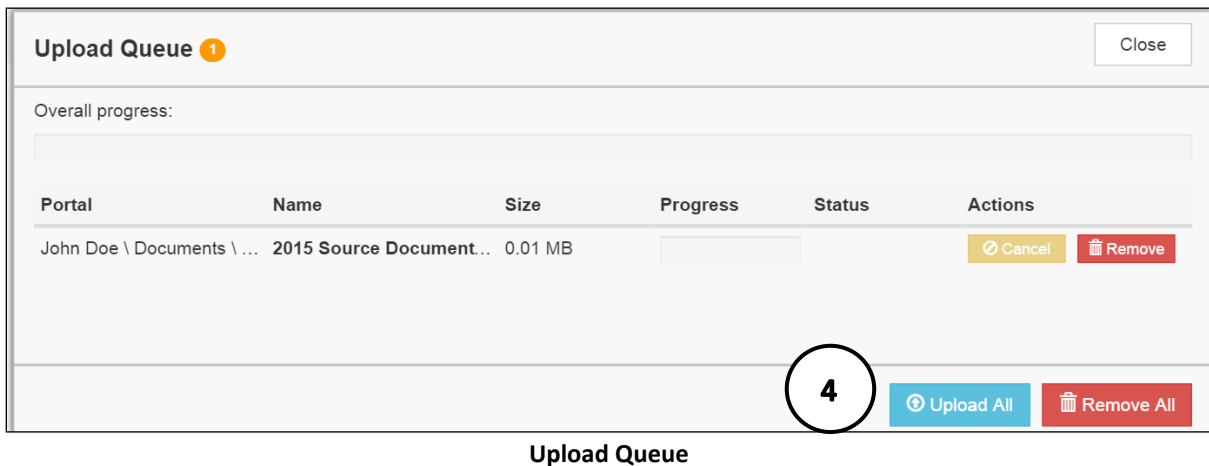 Upload Queue 1
Close
Overall progress:
Portal Name Size Progress Status Actions
John Doe \ Documents \ ... 2015 Source Document... 0.01 MB Cancel Remove
4 Upload All Remove All
Upload Queue